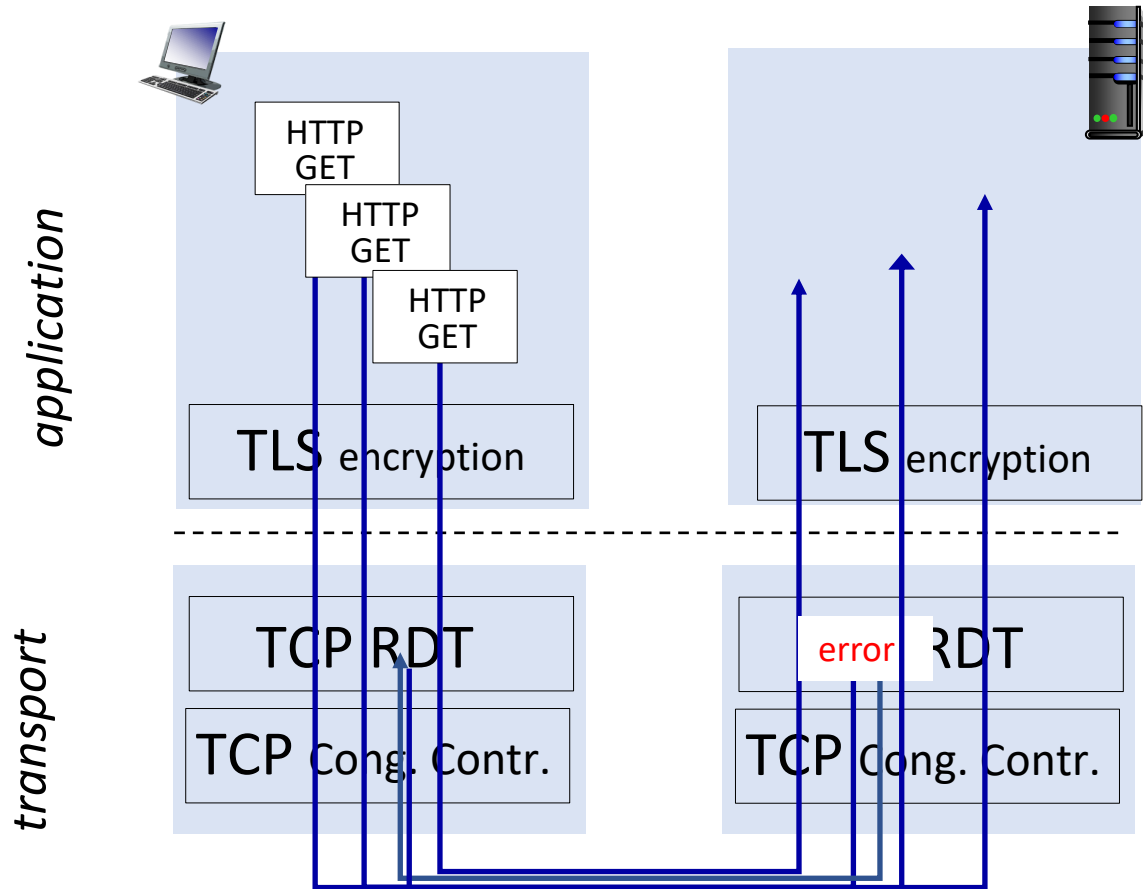 application
HTTP
GET
HTTP
GET
HTTP
GET
TLS encryption
TLS encryption
transport
TCP RDT
error RDT
TCP Cong. Contr.
TCP Cong. Contr.